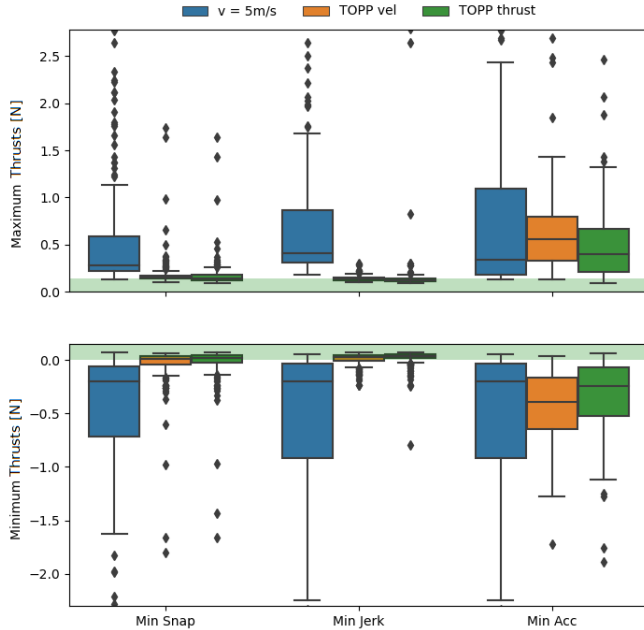 v = 5m/s TOPP vel TOPP thrust
Maximum Thrusts [N]
2.5
2.0
1.5
1.0
0.5
0.0
Minimum Thrusts [N]
0.0
−0.5
−1.0
−1.5
−2.0
Min Snap Min Jerk Min Acc